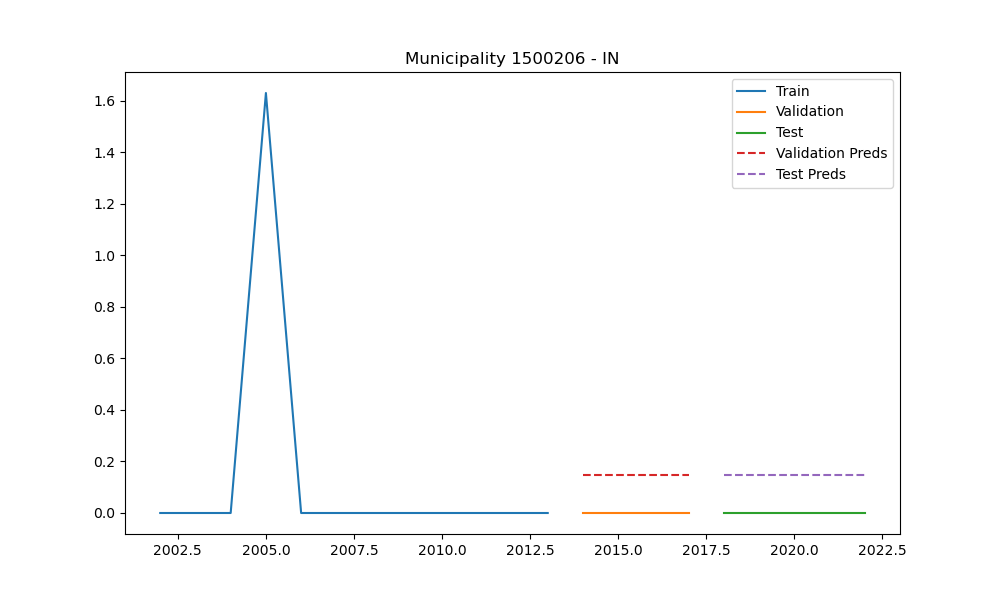 Municipality 1500206 - IN
Train
Validation
Test
Validation Preds
Test Preds
1.6
1.4
1.2
1.0
0.8
0.6
0.4
0.2
0.0
2002.5 2005.0 2007.5 2010.0 2012.5 2015.0 2017.5 2020.0 2022.5